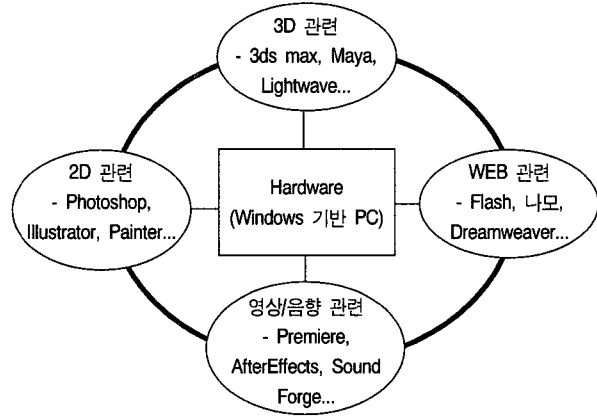 3D 관련
- 3ds max, Maya,
Lightwave...
2D 관련
- Photoshop,
Illustrator, Painter...
Hardware
(Windows 기반 PC)
WEB 관련
- Flash, 나모,
Dreamweaver...
영상/음향 관련
- Premiere,
AfterEffects, Sound
Forge...